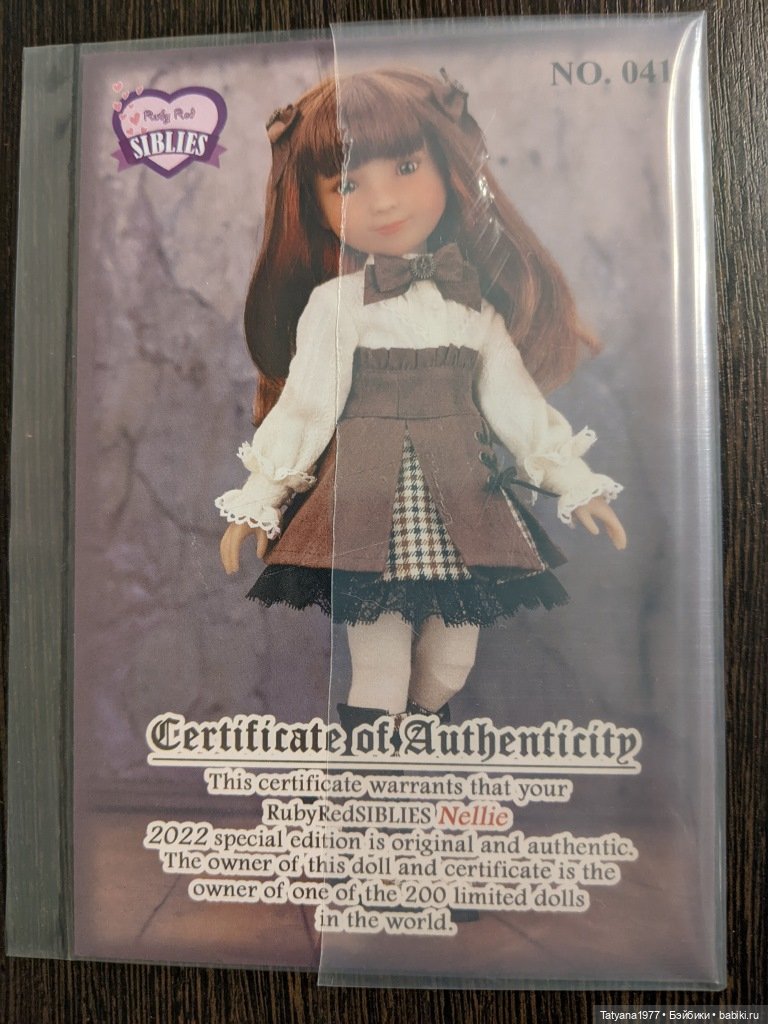 NO. 041
Ruby Red
SIBLIES
Certificate of Authenticity
This certificate warrants that your
RubyRedSIBLIES Nellie
2022 special edition is original and authentic.
The owner of this doll and certificate is the
owner of one of the 200 limited dolls
in the world.
Tatyana1977 • Бэйбики • babiki.ru